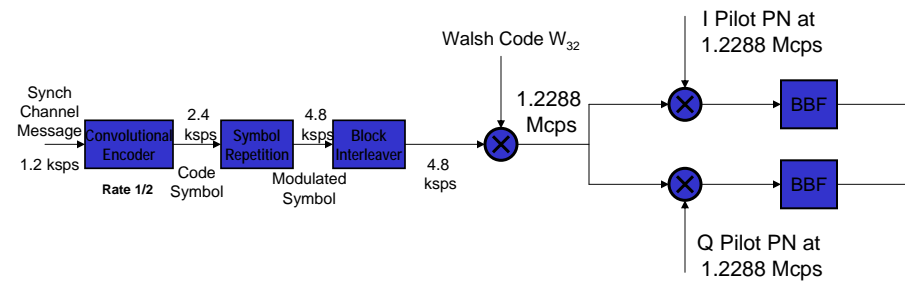 I Pilot PN at
1.2288 Mcps
Walsh Code W32
Synch
Channel
Message
1.2 ksps
Convolutional
Encoder
Rate 1/2
2.4
ksps
Code
Symbol
Symbol
Repetition
4.8
ksps
Modulated
Symbol
Block
Interleaver
4.8
ksps
1.2288
Mcps
BBF
BBF
Q Pilot PN at
1.2288 Mcps